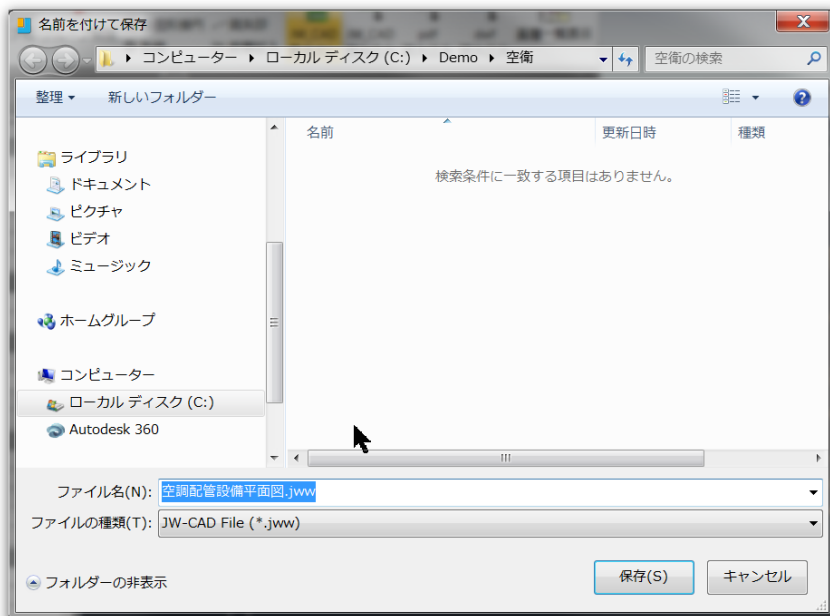 名前を付けて保存
コンピューター ▸ ローカル ディスク (C:) ▸ Demo ▸ 空衛
空衛の検索
整理
新しいフォルダー
名前
更新日時
種類
検索条件に一致する項目はありません。
ライブラリ
ドキュメント
ピクチャ
ビデオ
ミュージック
ホームグループ
コンピューター
ローカル ディスク (C:)
Autodesk 360
ファイル名(N): 空調配管設備平面図.jww
ファイルの種類(T): JW-CAD File (*.jww)
フォルダーの非表示
保存(S)
キャンセル